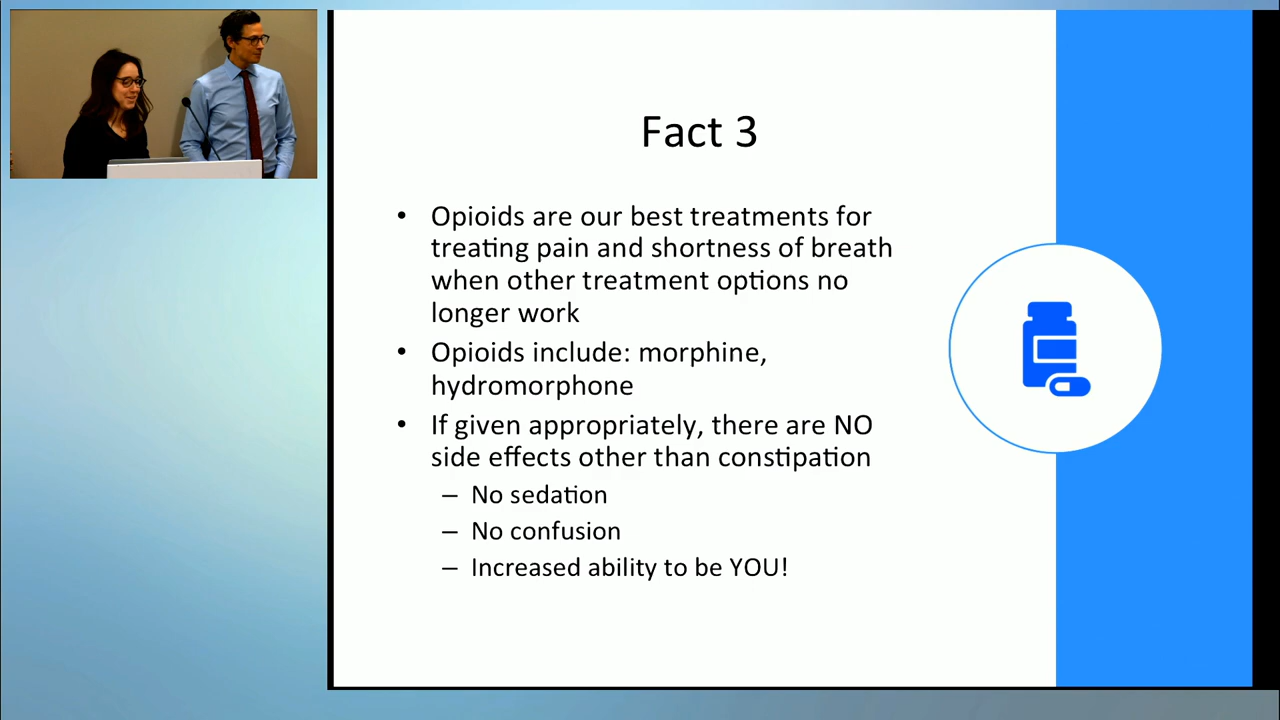 Fact 3
• Opioids are our best treatments for
treating pain and shortness of breath
when other treatment options no
longer work
• Opioids include: morphine,
hydromorphone
• If given appropriately, there are NO
side effects other than constipation
– No sedation
– No confusion
– Increased ability to be YOU!